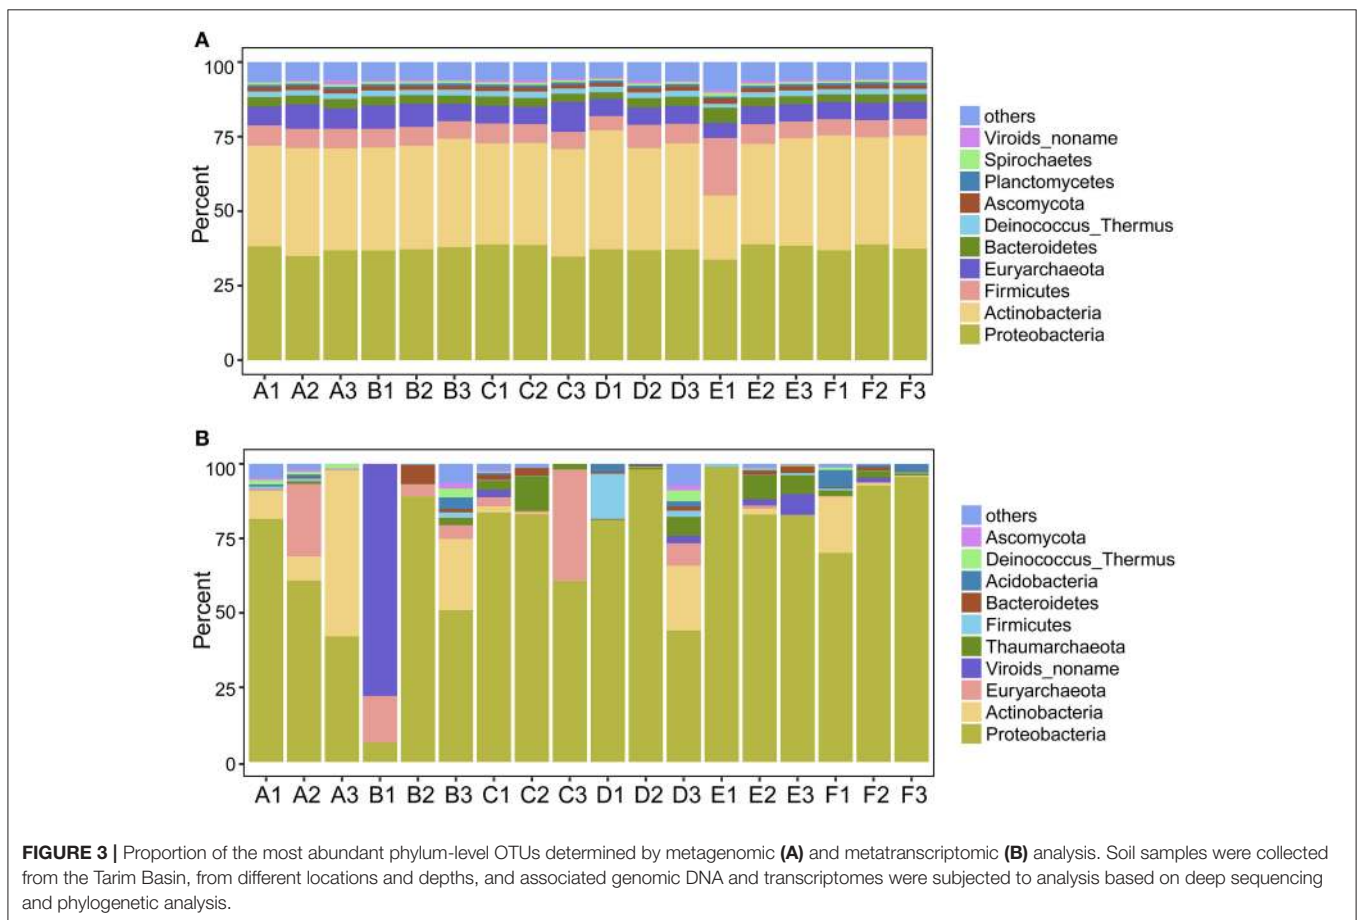 A
100
75
50
25
0
Percent
A1 A2 A3 B1 B2 B3 C1 C2 C3 D1 D2 D3 E1 E2 E3 F1 F2 F3
others
Viroids_noname
Spirochaetes
Planctomycetes
Ascomycota
Deinococcus_Thermus
Bacteroidetes
Euryarchaeota
Firmicutes
Actinobacteria
Proteobacteria
B
100
75
50
25
0
Percent
A1 A2 A3 B1 B2 B3 C1 C2 C3 D1 D2 D3 E1 E2 E3 F1 F2 F3
others
Ascomycota
Deinococcus_Thermus
Acidobacteria
Bacteroidetes
Firmicutes
Thaumarchaeota
Viroids_noname
Euryarchaeota
Actinobacteria
Proteobacteria
FIGURE 3 | Proportion of the most abundant phylum-level OTUs determined by metagenomic (A) and metatranscriptomic (B) analysis. Soil samples were collected
from the Tarim Basin, from different locations and depths, and associated genomic DNA and transcriptomes were subjected to analysis based on deep sequencing
and phylogenetic analysis.